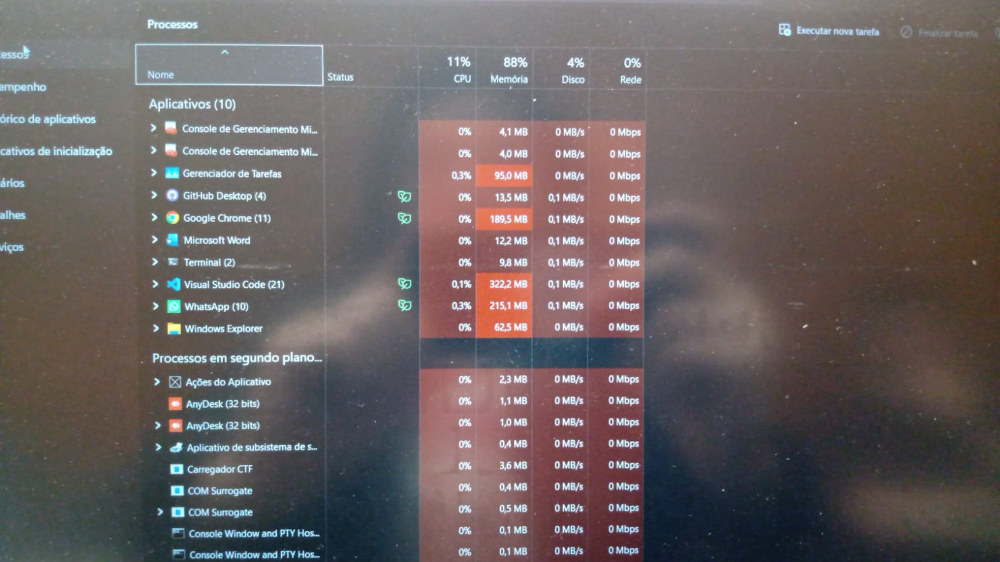 Processos
Executar nova tarefa
Finalizar tarefa
essos
empenho
órico de aplicativos
cativos de inicialização
ários
alhes
viços
Nome
Status
11% CPU
88% Memória
4% Disco
0% Rede
Aplicativos (10)
Console de Gerenciamento Mi... 0% 4,1 MB 0 MB/s 0 Mbps
Console de Gerenciamento Mi... 0% 4,0 MB 0 MB/s 0 Mbps
Gerenciador de Tarefas 0,3% 95,0 MB 0 MB/s 0 Mbps
GitHub Desktop (4) 0% 13,5 MB 0,1 MB/s 0 Mbps
Google Chrome (11) 0% 189,5 MB 0,1 MB/s 0 Mbps
Microsoft Word 0% 12,2 MB 0,1 MB/s 0 Mbps
Terminal (2) 0% 9,8 MB 0,1 MB/s 0 Mbps
Visual Studio Code (21) 0,1% 322,2 MB 0,1 MB/s 0 Mbps
WhatsApp (10) 0,3% 215,1 MB 0,1 MB/s 0 Mbps
Windows Explorer 0% 62,5 MB 0 MB/s 0 Mbps
Processos em segundo plano...
Ações do Aplicativo 0% 2,3 MB 0 MB/s 0 Mbps
AnyDesk (32 bits) 0% 1,1 MB 0 MB/s 0 Mbps
AnyDesk (32 bits) 0% 1,0 MB 0 MB/s 0 Mbps
Aplicativo de subsistema de s... 0% 0,4 MB 0 MB/s 0 Mbps
Carregador CTF 0% 3,6 MB 0 MB/s 0 Mbps
COM Surrogate 0% 0,4 MB 0 MB/s 0 Mbps
COM Surrogate 0% 0,5 MB 0 MB/s 0 Mbps
Console Window and PTY Hos... 0% 0,1 MB 0 MB/s 0 Mbps
Console Window and PTY Hos... 0% 0,1 MB 0 MB/s 0 Mbps